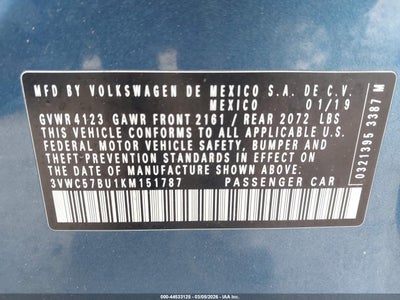 MFD BY VOLKSWAGEN DE MEXICO S.A. DE C.V.
MEXICO 01/19
GVWR 4123 GAWR FRONT 2161 / REAR 2072 LBS
THIS VEHICLE CONFORMS TO ALL APPLICABLE U.S.
FEDERAL MOTOR VEHICLE SAFETY, BUMPER AND
THEFT PREVENTION STANDARDS IN EFFECT ON
THE DATE OF MANUFACTURE SHOWN ABOVE.
3VWC57BU1KM151787 PASSENGER CAR
0321395 3387 M
000-44633125 - 03/05/2026 - IAA Inc.